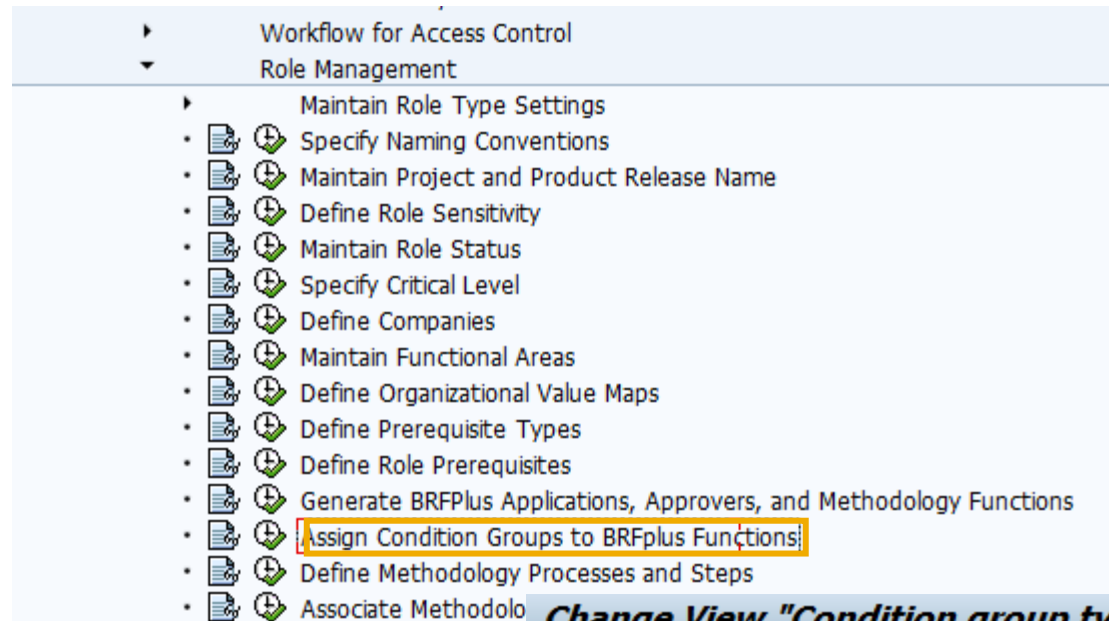 Workflow for Access Control
Role Management
Maintain Role Type Settings
Specify Naming Conventions
Maintain Project and Product Release Name
Define Role Sensitivity
Maintain Role Status
Specify Critical Level
Define Companies
Maintain Functional Areas
Define Organizational Value Maps
Define Prerequisite Types
Define Role Prerequisites
Generate BRFPlus Applications, Approvers, and Methodology Functions
Assign Condition Groups to BRFplus Functions
Define Methodology Processes and Steps
Associate Methodolo
Change View "Condition group ty